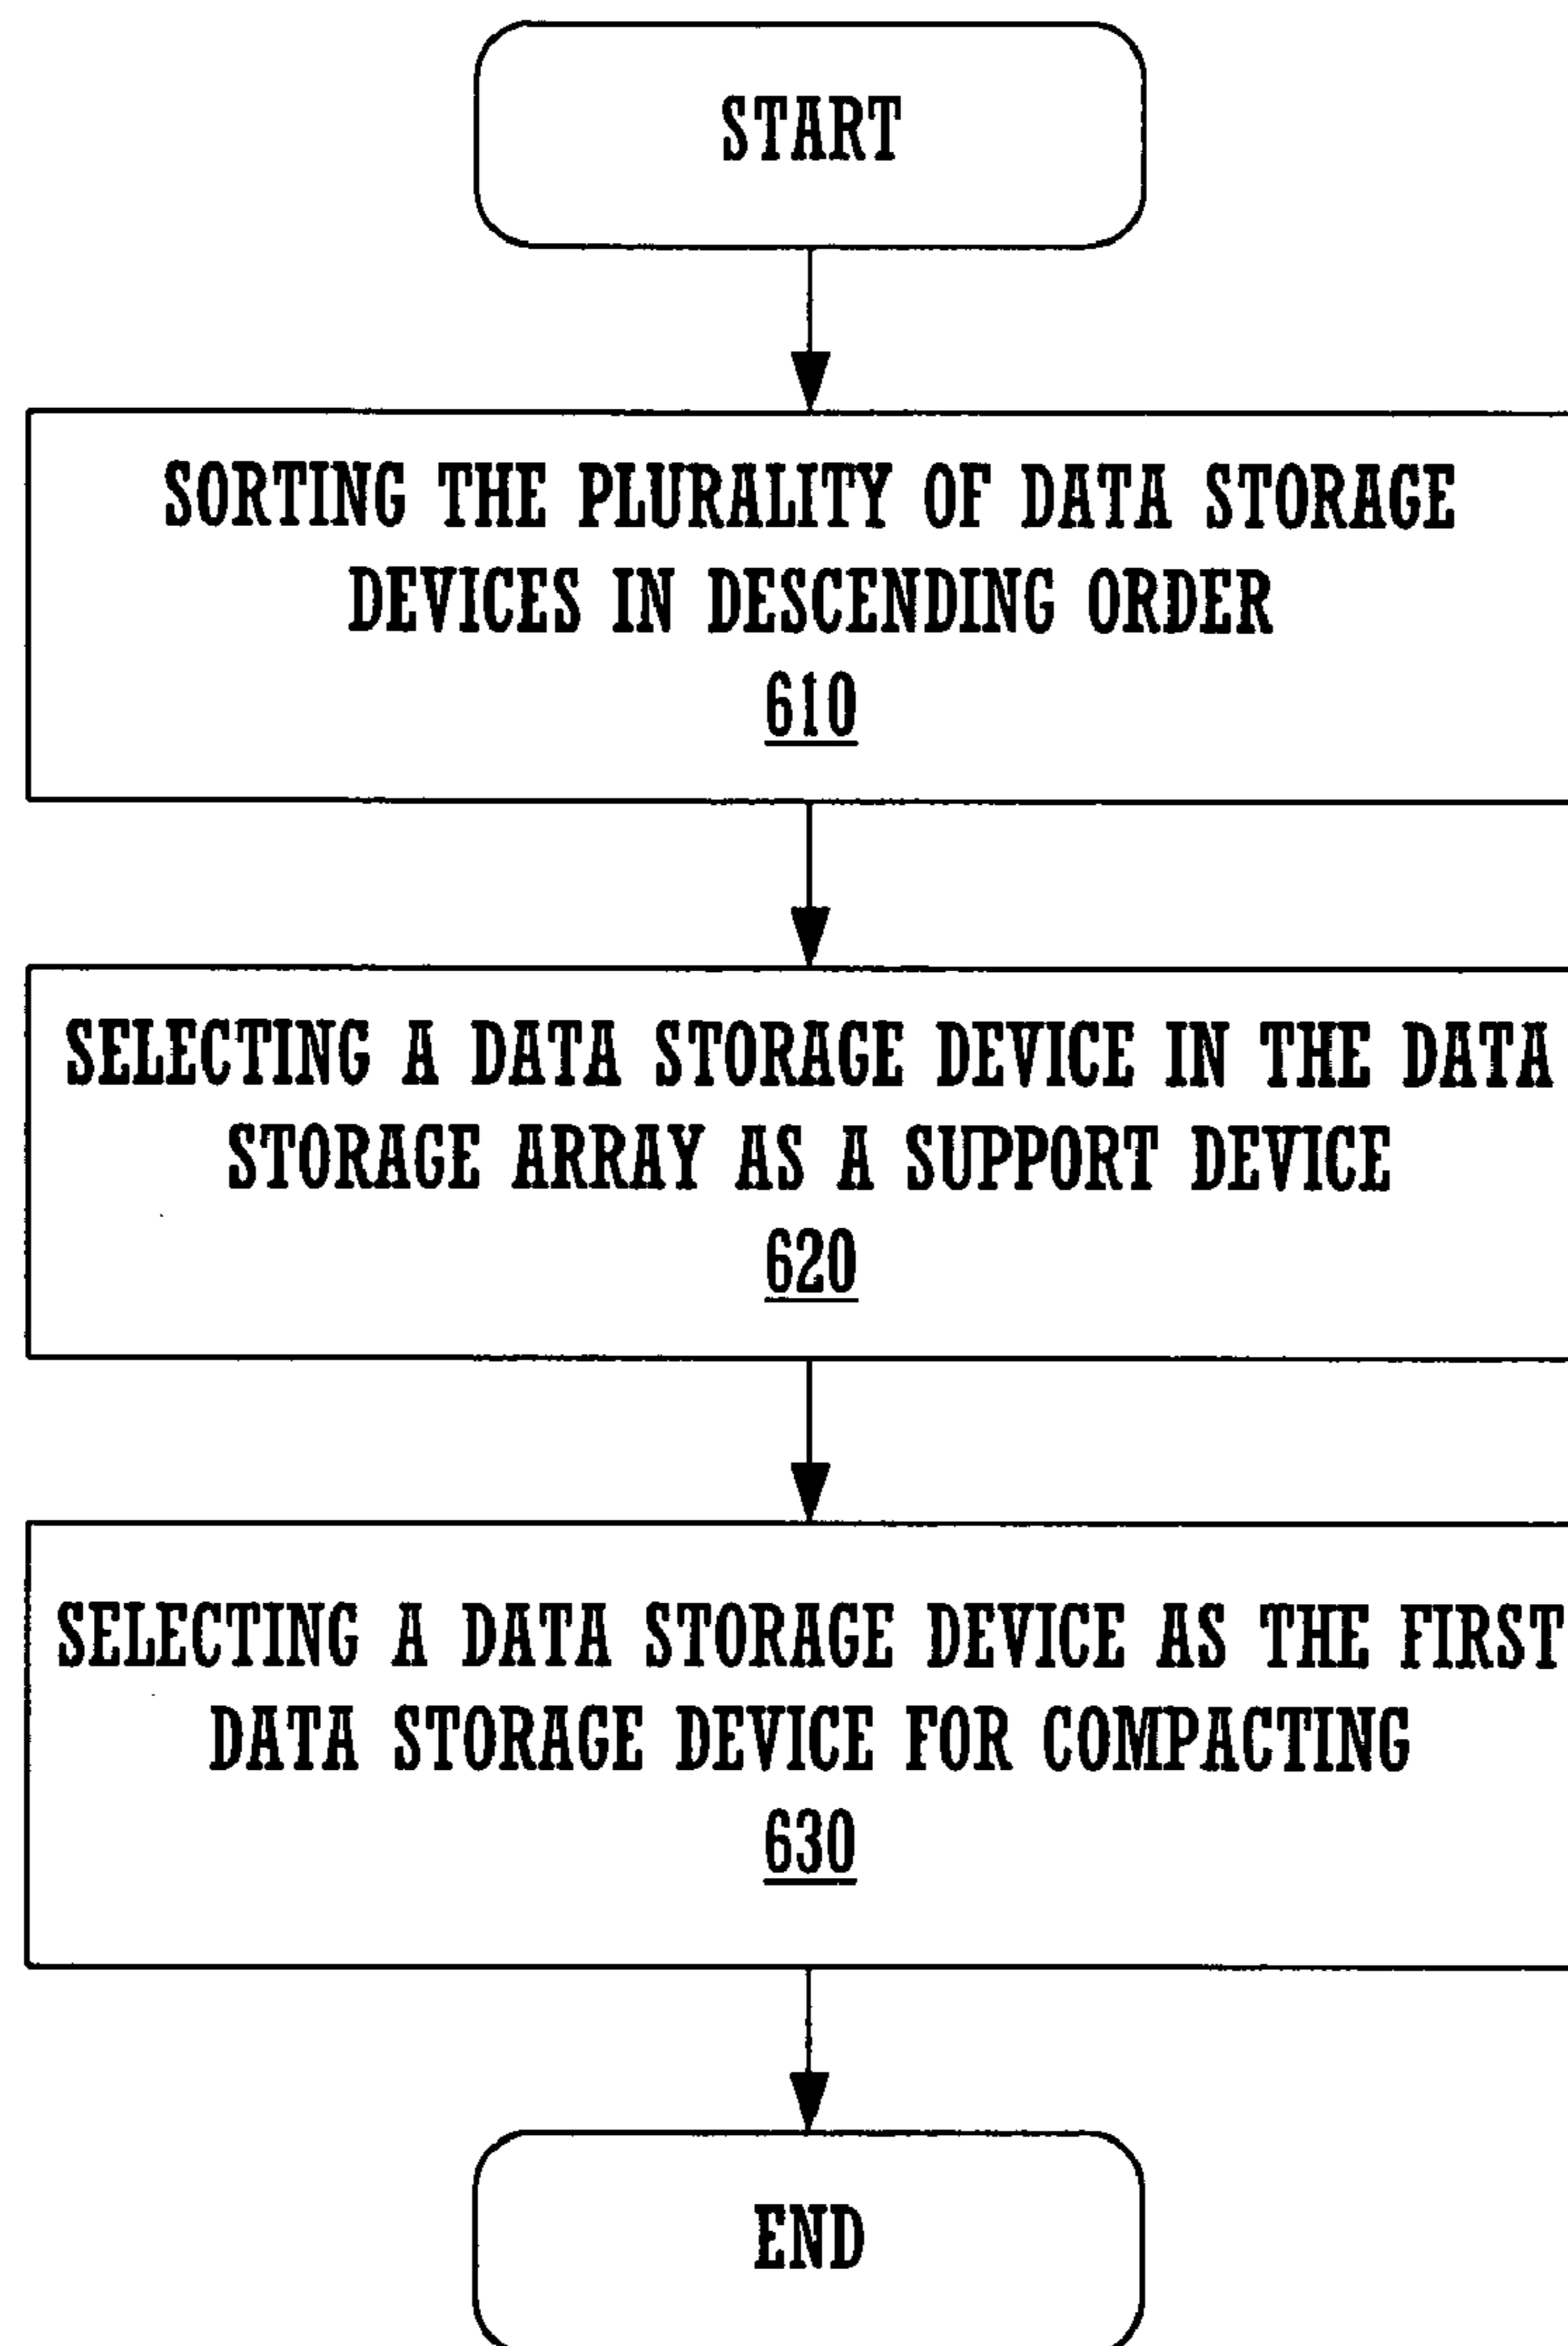 START
SORTING THE PLURALITY OF DATA STORAGE
DEVICES IN DESCENDING ORDER
610
SELECTING A DATA STORAGE DEVICE IN THE DATA
STORAGE ARRAY AS A SUPPORT DEVICE
620
SELECTING A DATA STORAGE DEVICE AS THE FIRST
DATA STORAGE DEVICE FOR COMPACTING
630
END